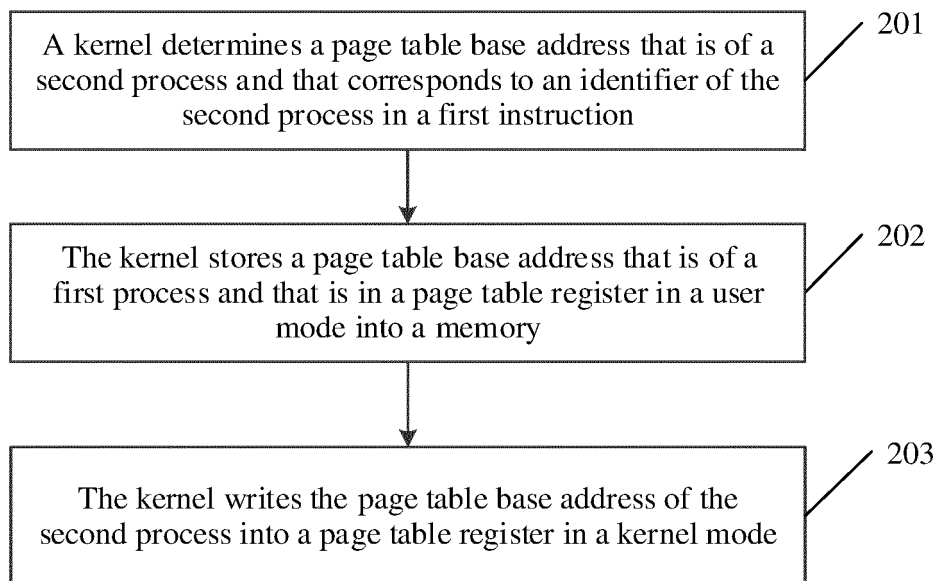 A kernel determines a page table base address that is of a
second process and that corresponds to an identifier of the
second process in a first instruction
201
The kernel stores a page table base address that is of a
first process and that is in a page table register in a user
mode into a memory
202
The kernel writes the page table base address of the
second process into a page table register in a kernel mode
203